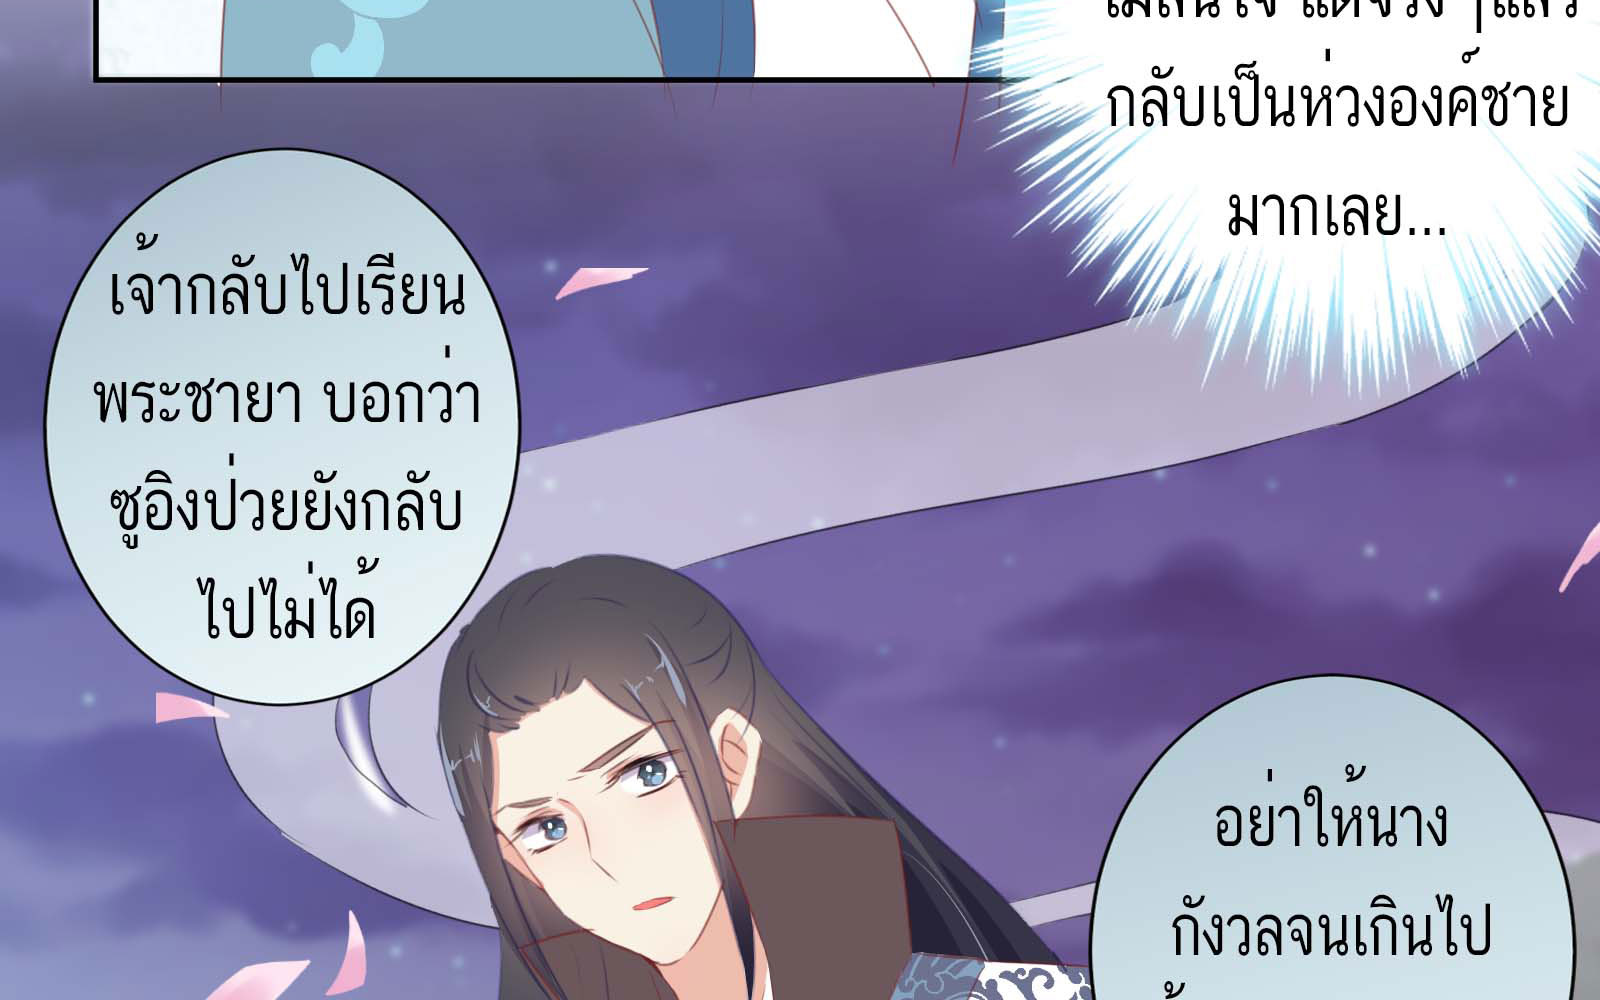 กลับเป็นห่วงองค์ชาย
มากเลย...
เจ้ากลับไปเรียน
พระชายา บอกว่า
ซูอิงป่วยยังกลับ
ไปไม่ได้
อย่าให้นาง
กังวลจนเกินไป